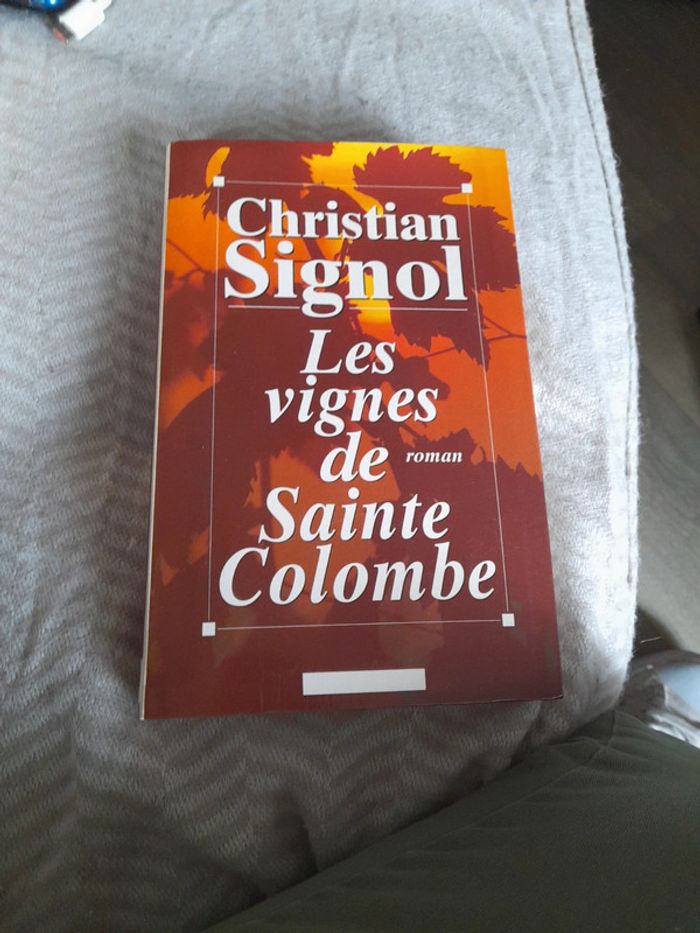 Christian
Signol
Les
vignes
de roman
Sainte
Colombe